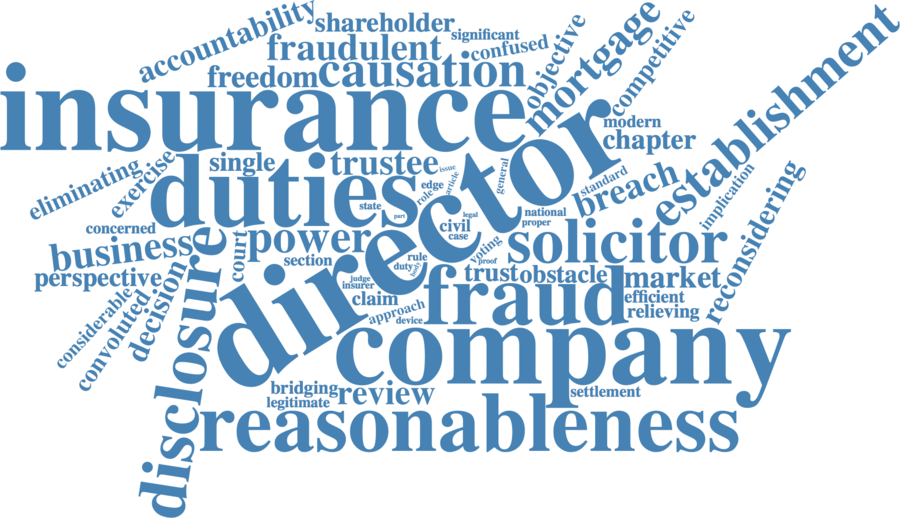 accountability
shareholder
significant
fraudulent
confused
objective
mortgage
competitive
establishment
freedom
causation
insurance
modern
chapter
director
eliminating
exercise
single
trustee
issue
edge
role
article
general
standard
breach
implication
duties
state
part
legal
civil
case
national
proper
concerned
business
court
power
section
rule
duty
body
voting
proof
solicitor
reconsidering
perspective
decision
disclosure
judge
insurer
claim
trust
obstacle
market
fraud
efficient
relieving
considerable
convoluted
approach
device
company
bridging
legitimate
review
settlement
reasonableness